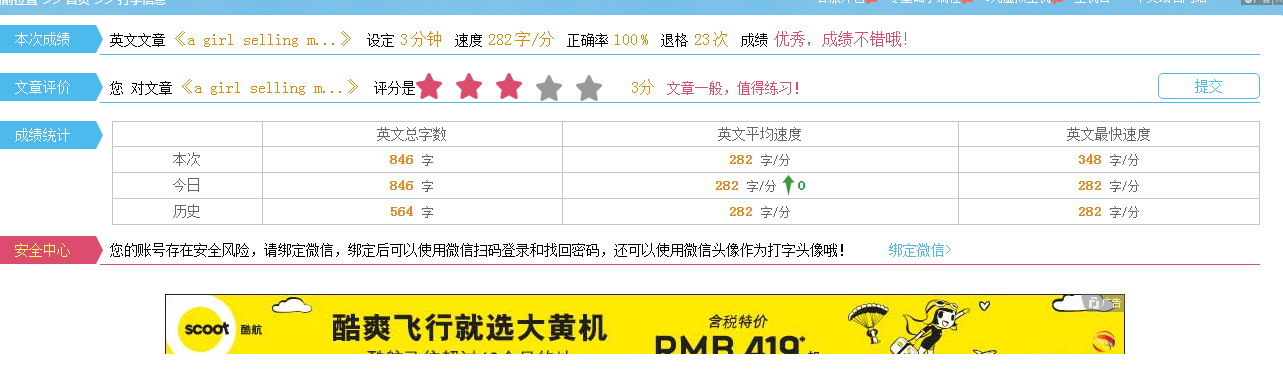 本次成绩 英文文章 《a girl selling m...》 设定 3分钟 速度 282字/分 正确率 100% 退格 23次 成绩 优秀，成绩不错哦！
文章评价 您 对文章 《a girl selling m...》 评分是 3分 文章一般，值得练习！ 提交
成绩统计 英文总字数 英文平均速度 英文最快速度
本次 846 字 282 字/分 348 字/分
今日 846 字 282 字/分 0 282 字/分
历史 564 字 282 字/分 282 字/分
安全中心 您的账号存在安全风险，请绑定微信，绑定后可以使用微信扫码登录和找回密码，还可以使用微信头像作为打字头像哦！ 绑定微信>
广告
scoot 酷航 酷爽飞行就选大黄机 含税特价
RMB 419*